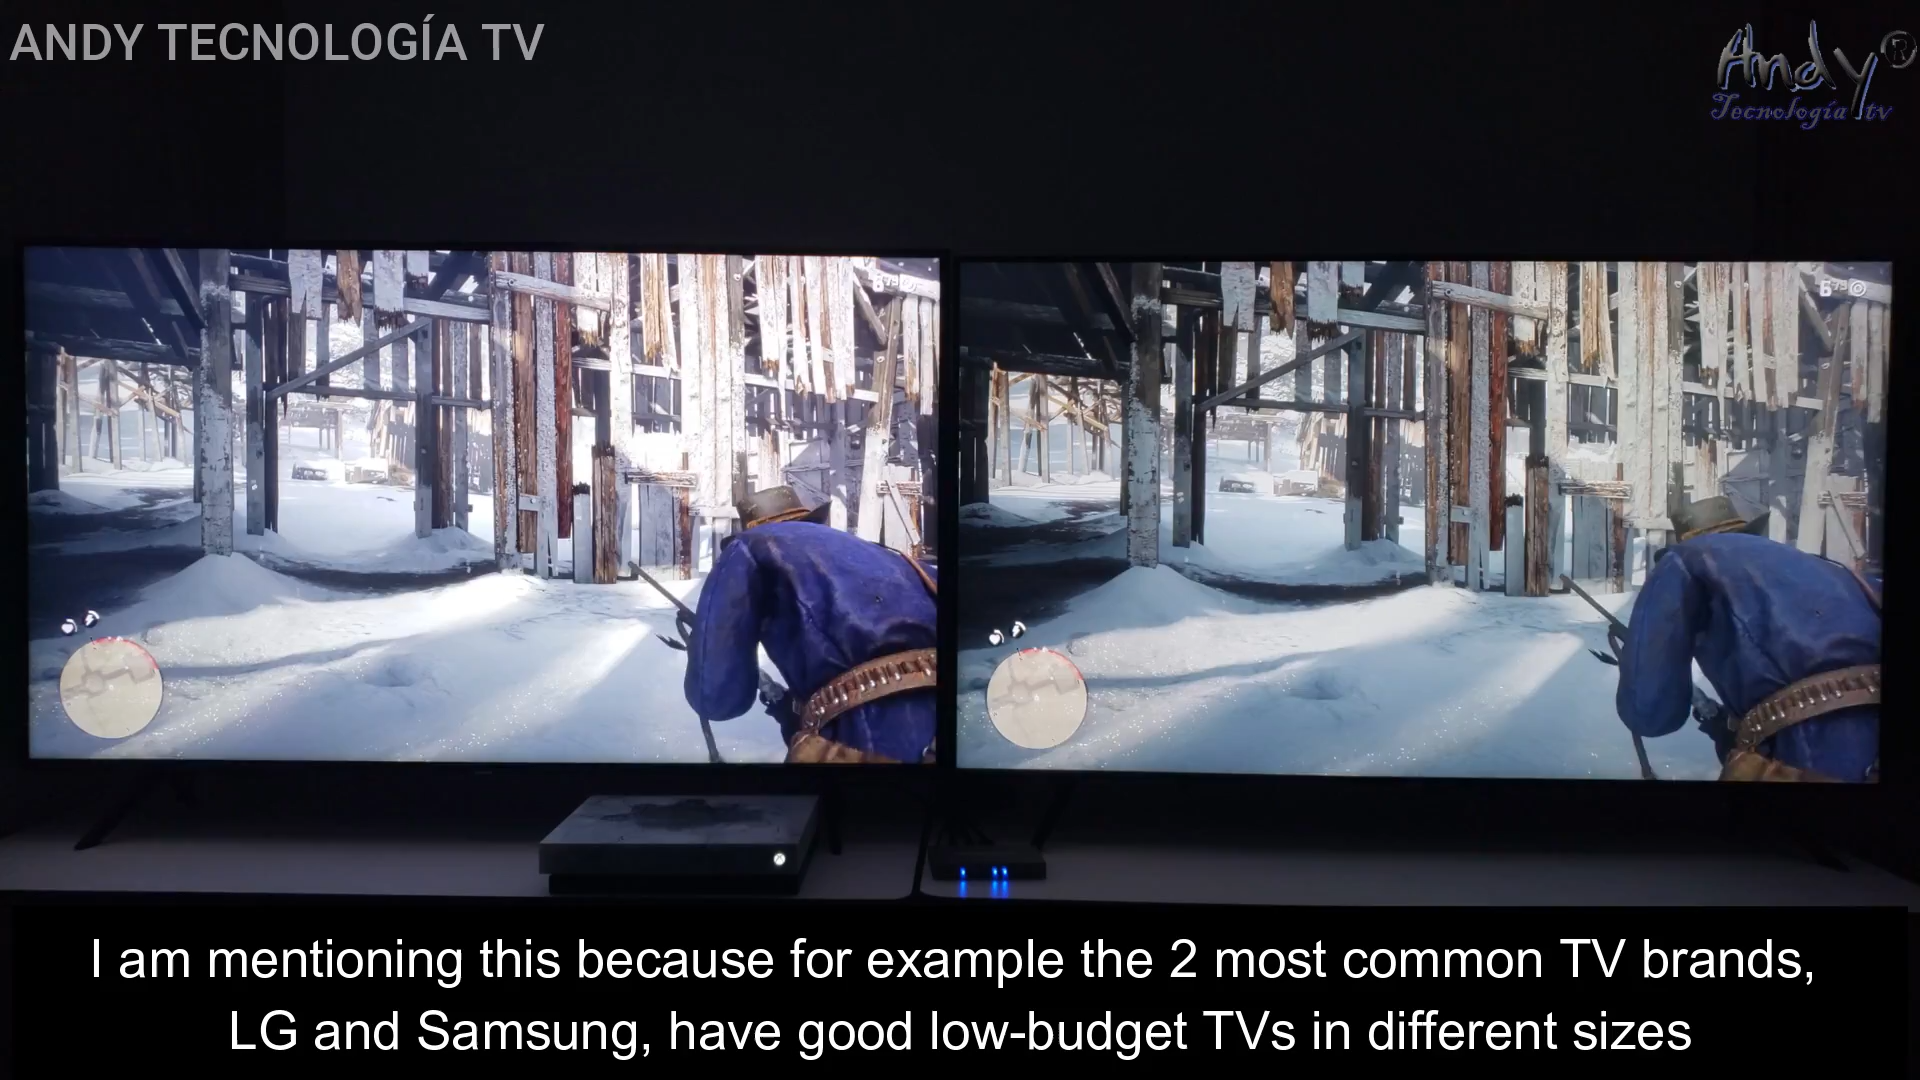 ANDY TECNOLOGÍA TV
Andy®
Tecnología tv
I am mentioning this because for example the 2 most common TV brands,
LG and Samsung, have good low-budget TVs in different sizes